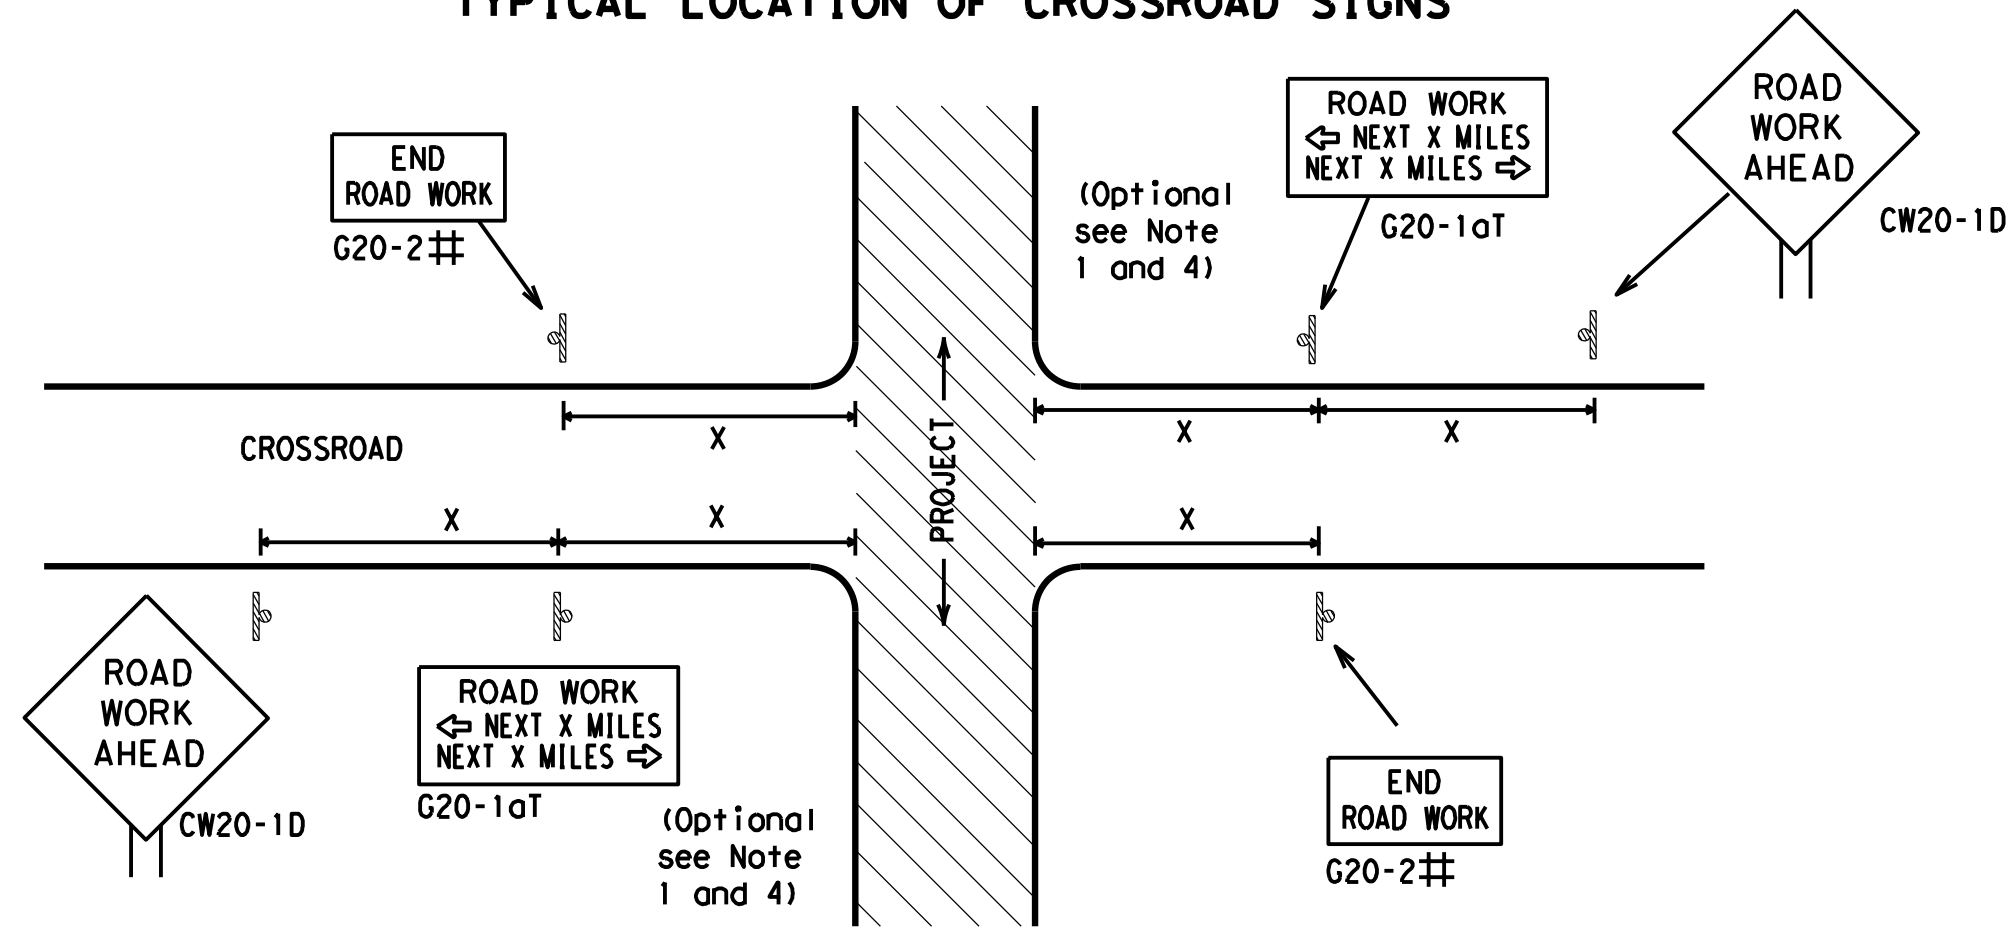 TYPICAL LOCATION OF CROSSROAD SIGNS
END
ROAD WORK
G20-2#
(Optional
see Note
1 and 4)
ROAD WORK
⇦ NEXT X MILES
NEXT X MILES ⇨
G20-1aT
ROAD
WORK
AHEAD
CW20-1D
X
X
X
CROSSROAD
PROJECT
X
X
X
ROAD
WORK
AHEAD
CW20-1D
ROAD WORK
⇦ NEXT X MILES
NEXT X MILES ⇨
G20-1aT
(Optional
see Note
1 and 4)
END
ROAD WORK
G20-2#